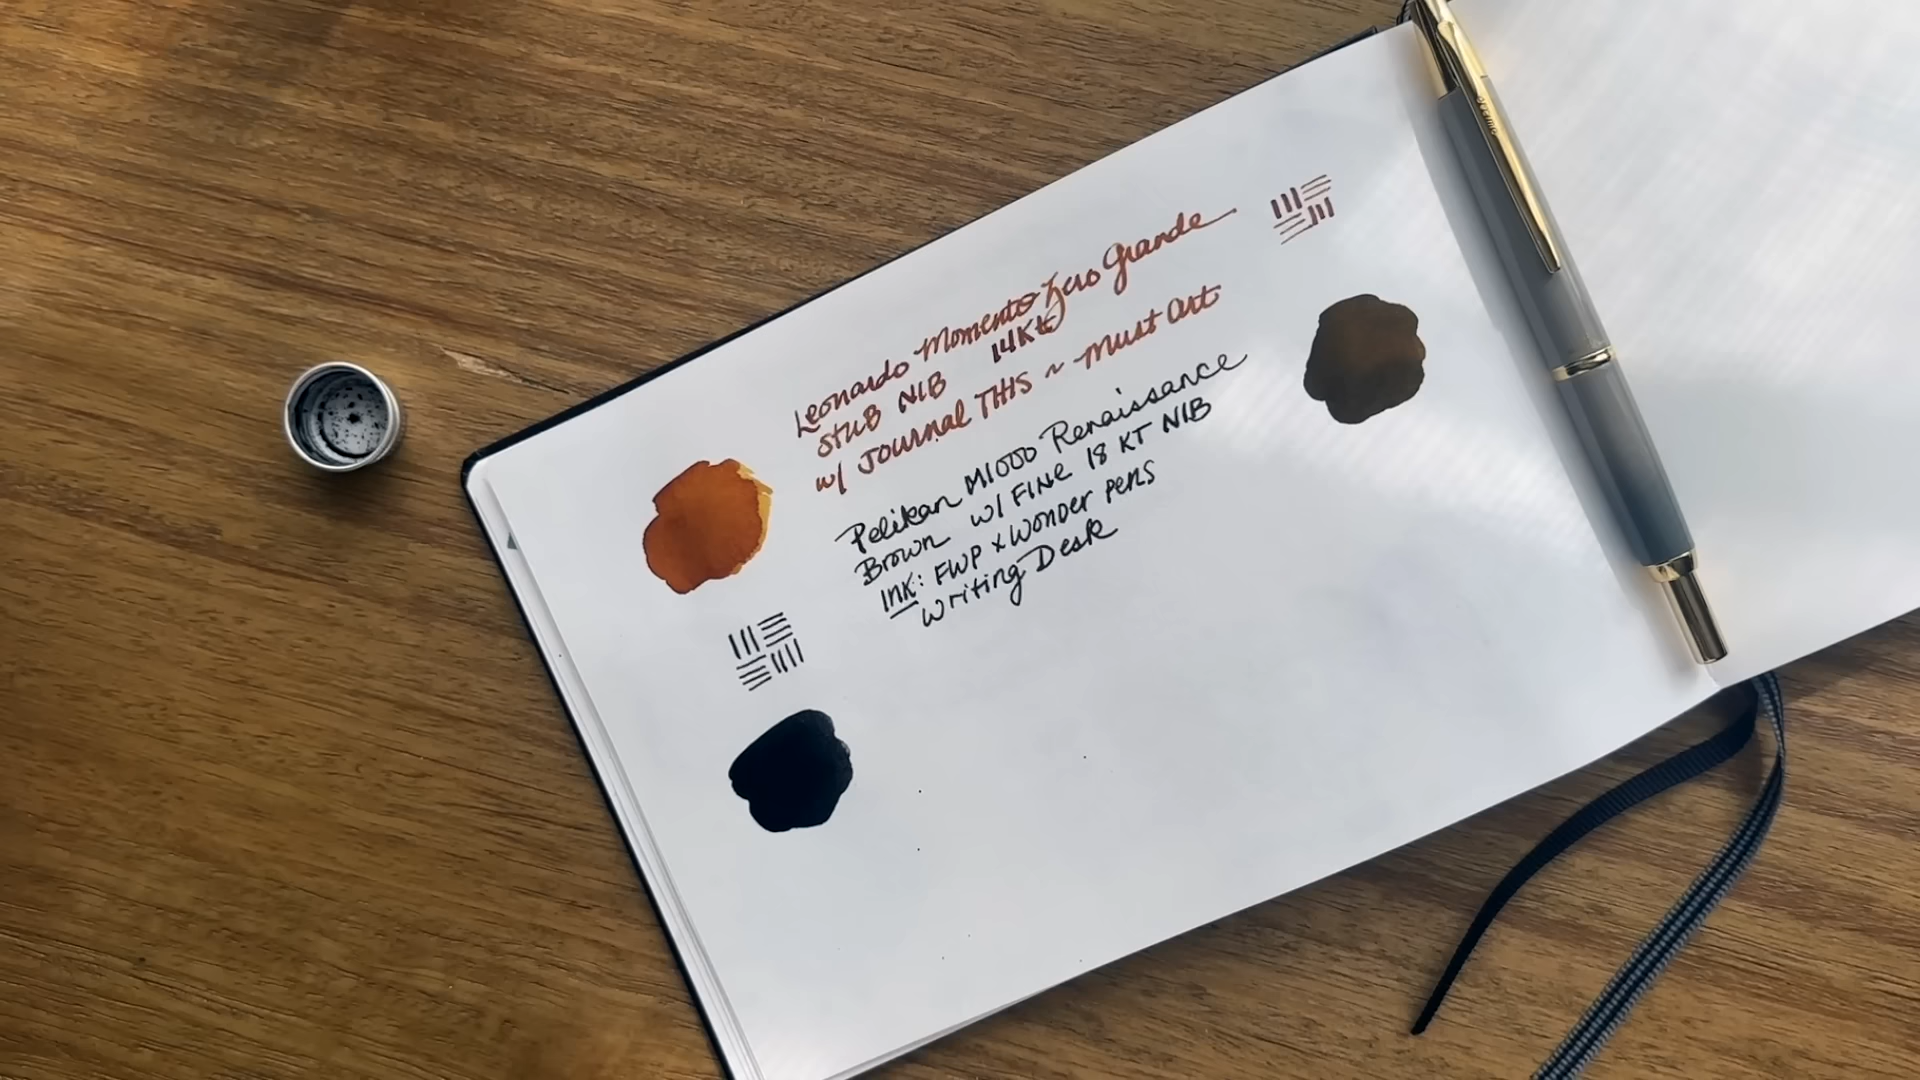 Leonardo Momento Zero Grande
STUB NIB 14Kt
w/ JOURNAL THIS ~ Must Art
Pelikan M1000 Renaissance
Brown w/ FINE 18 KT NIB
INK: FWP x Wonder Pens
Writing Desk